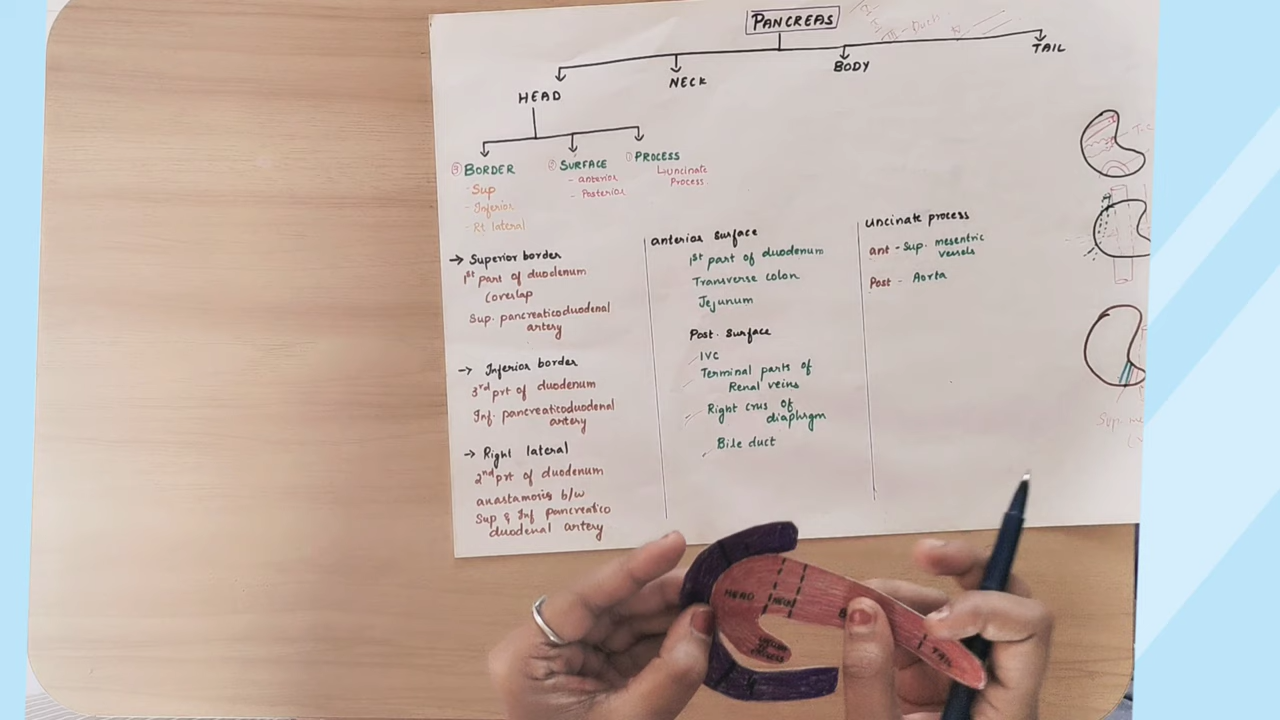 PANCREAS
HEAD
NECK
BODY
TAIL
③ BORDER
- Sup
- Inferior
- Rt lateral
② SURFACE
- anterior
- Posterior
① PROCESS
Uncinate
Process
→ Superior border
1st part of duodenum
Sup. pancreaticoduodenal
artery
→ Inferior border
3rd prt of duodenum
Inf. pancreaticoduodenal
artery
→ Right lateral
2nd prt of duodenum
anastamosis b/w
Sup & Inf pancreatico
duodenal artery
anterior surface
1st part of duodenum
Transverse colon
Jejunum
Post. surface
IVC
Terminal parts of
Renal veins
Right crus of
diaphrgm
Bile duct
uncinate process
ant - Sup. mesentric
vessels
Post - Aorta
HEAD
NECK
TAIL